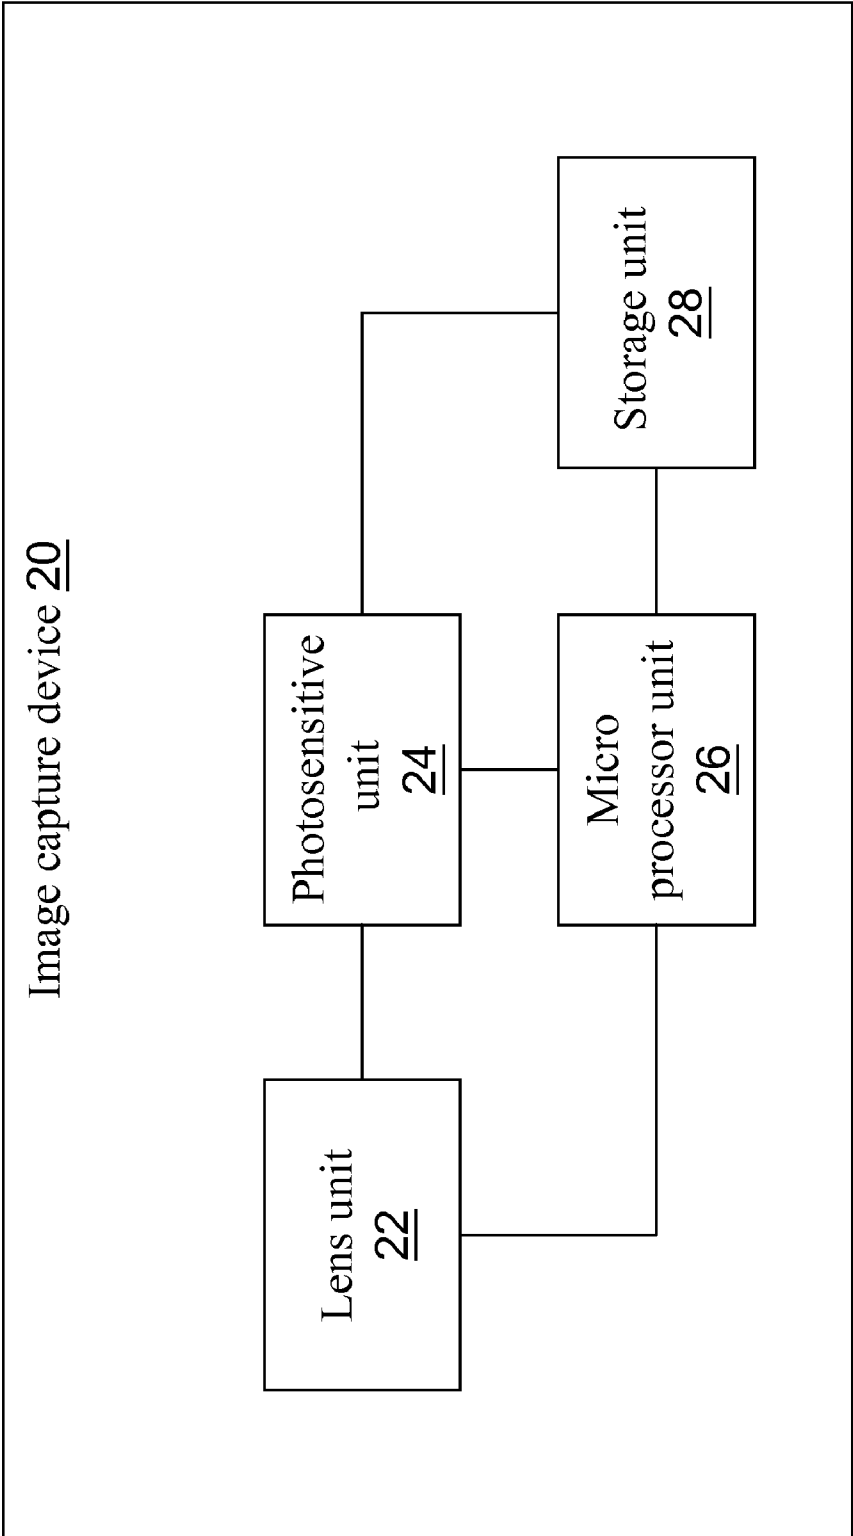 Image capture device 20
Lens unit
22
Photosensitive
unit
24
Micro
processor unit
26
Storage unit
28